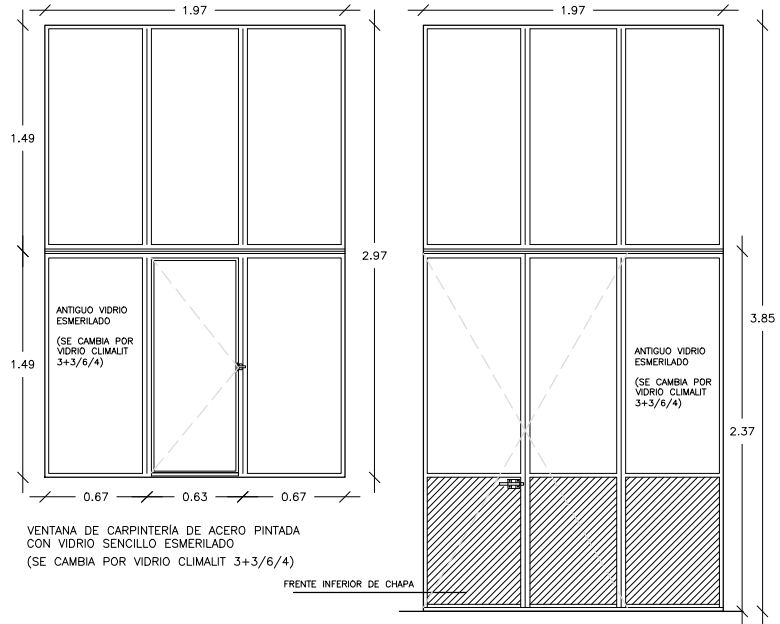 1.97
1.97
1.49
2.97
ANTIGUO VIDRIO
ESMERILADO
(SE CAMBIA POR
VIDRIO CLIMALIT
3+3/6/4)
1.49
3.85
ANTIGUO VIDRIO
ESMERILADO
(SE CAMBIA POR
VIDRIO CLIMALIT
3+3/6/4)
2.37
0.67
0.63
0.67
VENTANA DE CARPINTERÍA DE ACERO PINTADA
CON VIDRIO SENCILLO ESMERILADO
(SE CAMBIA POR VIDRIO CLIMALIT 3+3/6/4)
FRENTE INFERIOR DE CHAPA